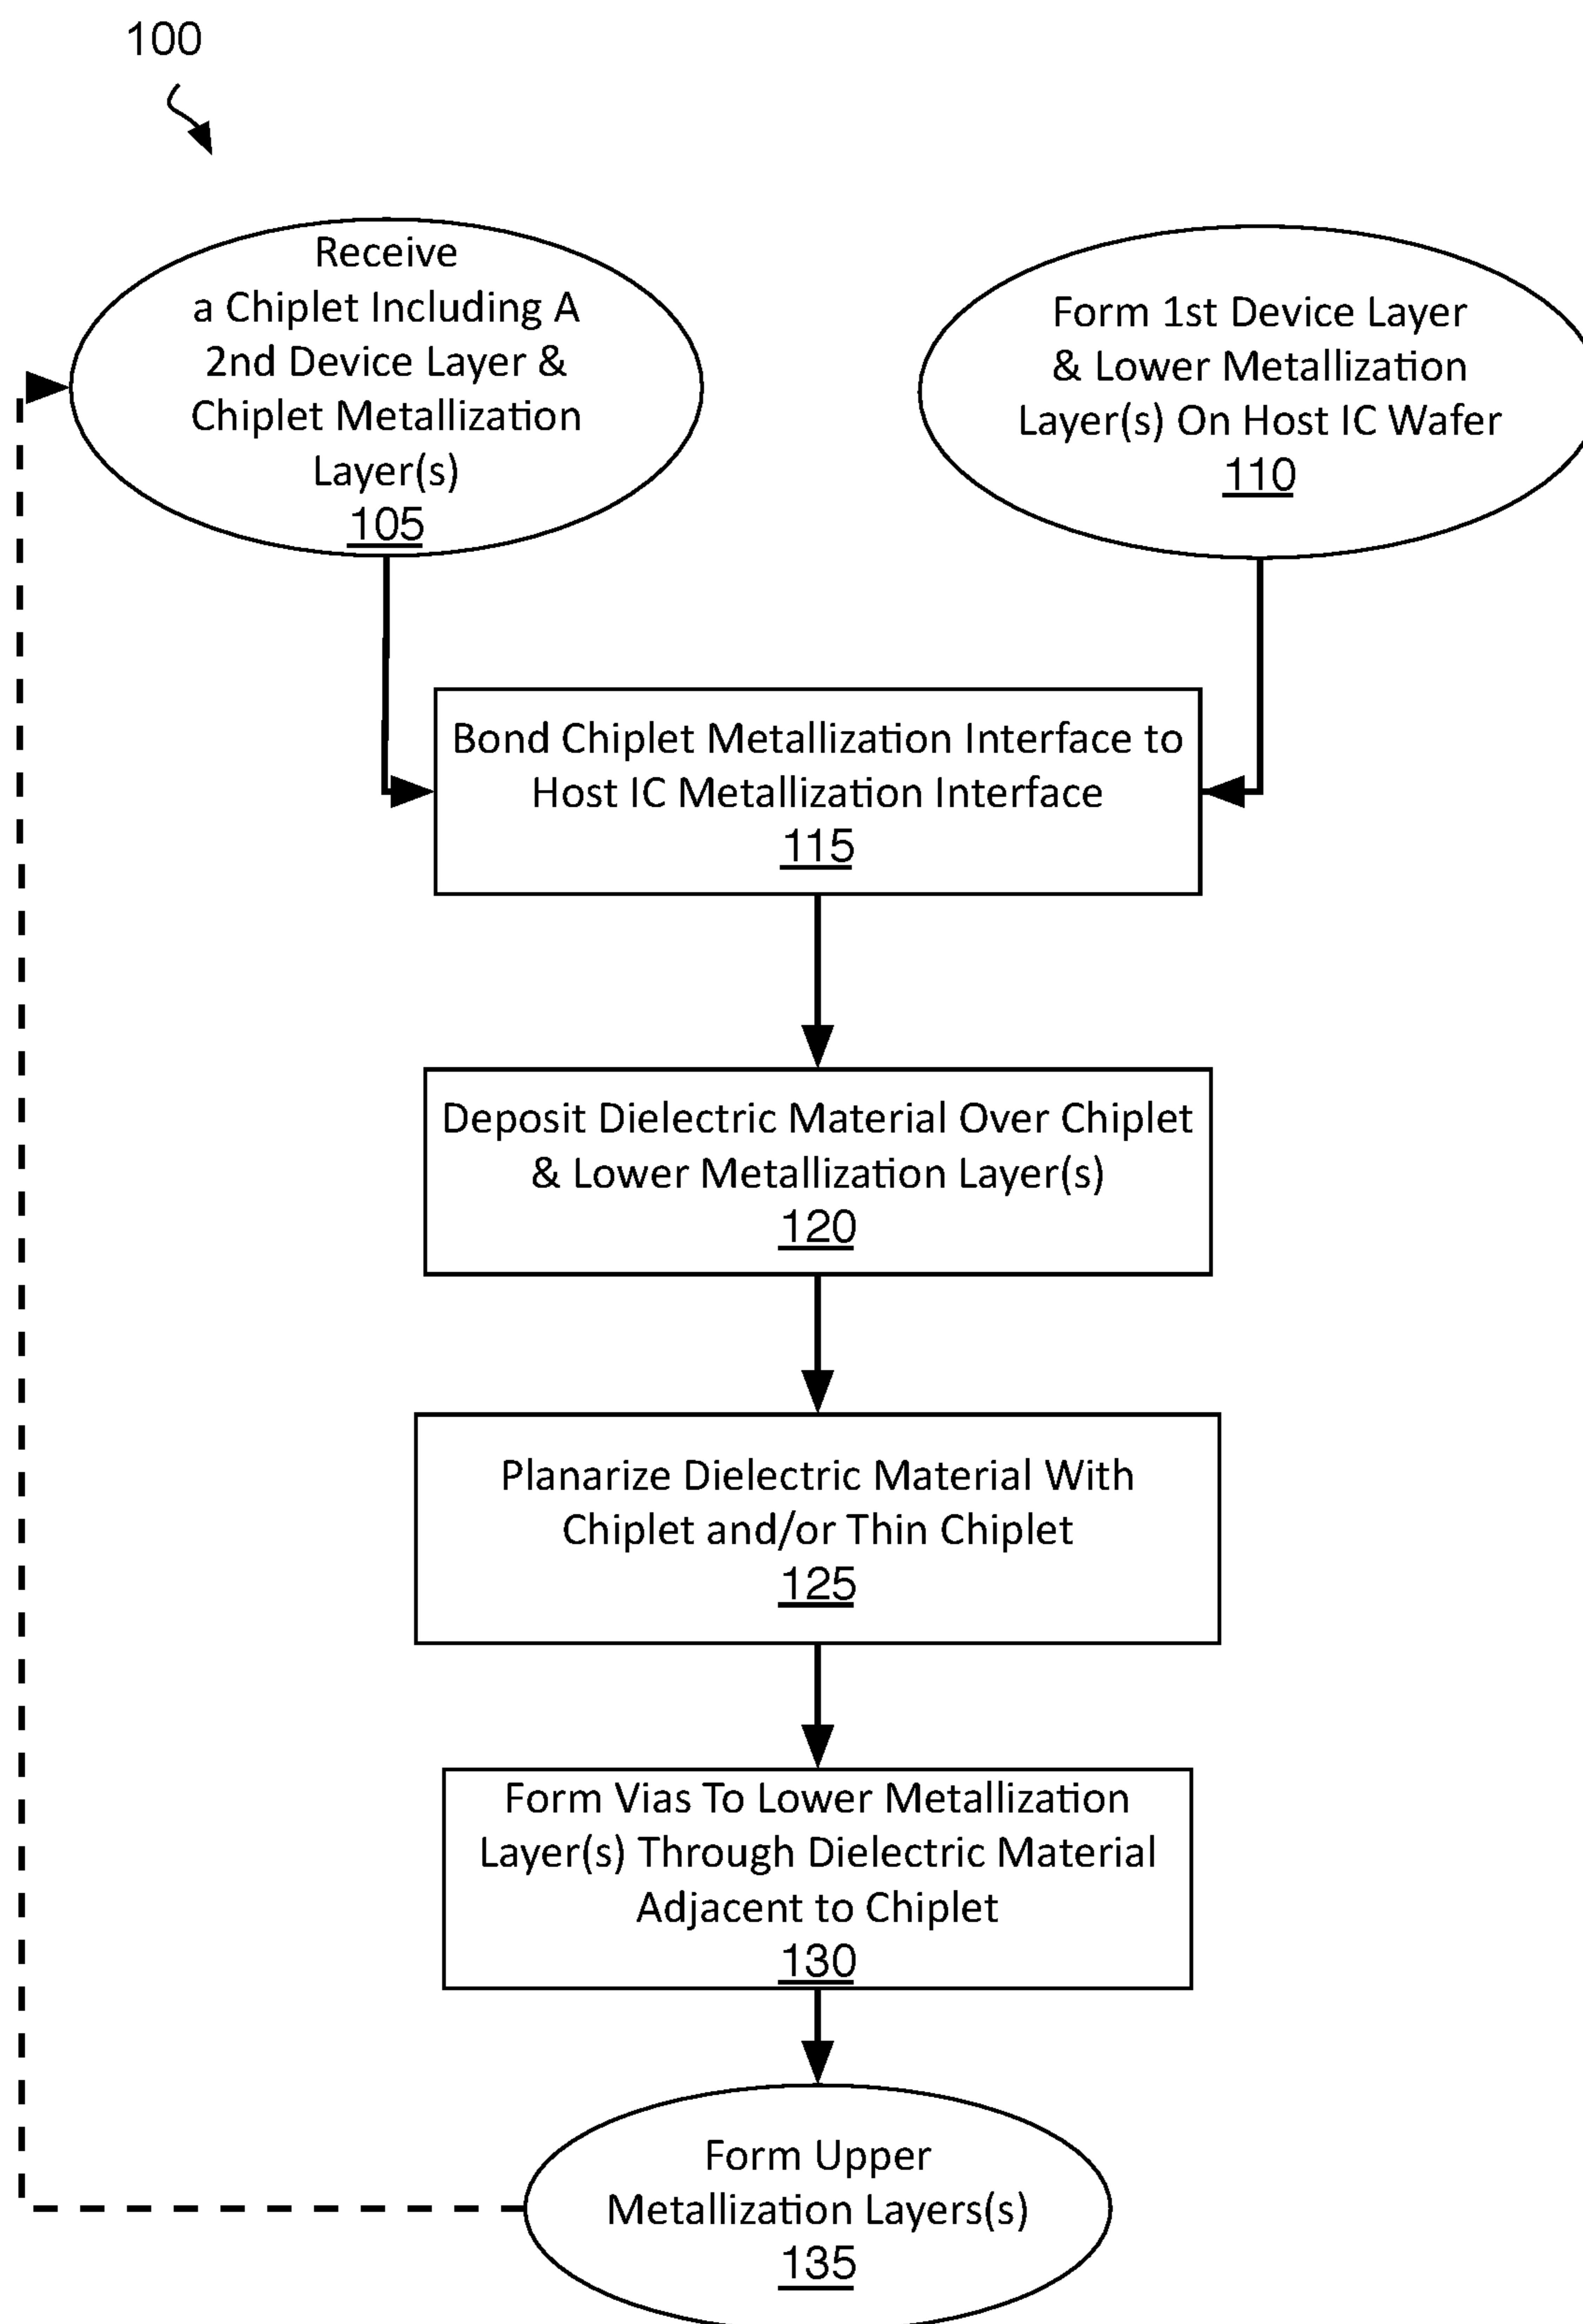 100
Receive
a Chiplet Including A
2nd Device Layer &
Chiplet Metallization
Layer(s)
105
Form 1st Device Layer
& Lower Metallization
Layer(s) On Host IC Wafer
110
Bond Chiplet Metallization Interface to
Host IC Metallization Interface
115
Deposit Dielectric Material Over Chiplet
& Lower Metallization Layer(s)
120
Planarize Dielectric Material With
Chiplet and/or Thin Chiplet
125
Form Vias To Lower Metallization
Layer(s) Through Dielectric Material
Adjacent to Chiplet
130
Form Upper
Metallization Layers(s)
135